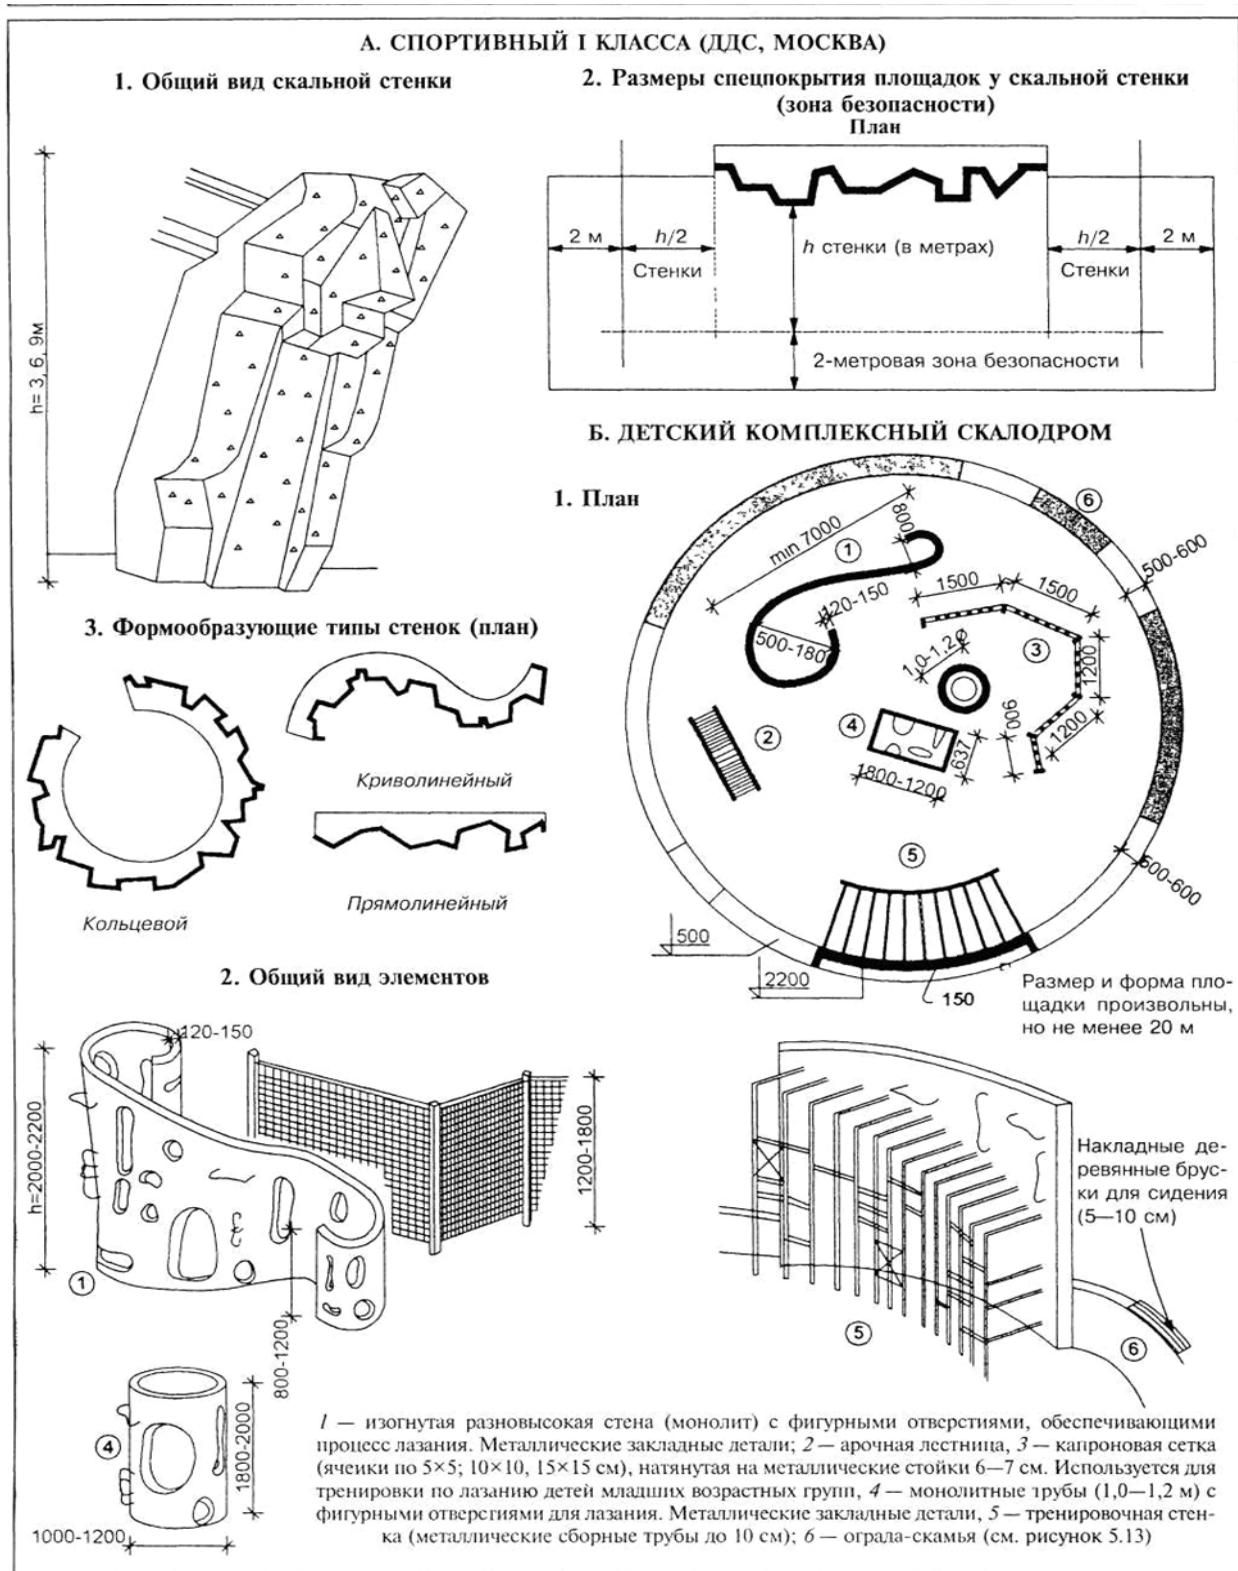 А. СПОРТИВНЫЙ I КЛАССА (ДДС, МОСКВА)
1. Общий вид скальной стенки
h= 3, 6, 9м
2. Размеры спецпокрытия площадок у скальной стенки
(зона безопасности)
План
2 м
h/2
Стенки
h стенки (в метрах)
h/2
Стенки
2 м
2-метровая зона безопасности
3. Формообразующие типы стенок (план)
Кольцевой
Криволинейный
Прямолинейный
Б. ДЕТСКИЙ КОМПЛЕКСНЫЙ СКАЛОДРОМ
1. План
min 7000
800
1
6
500-600
120-150
1500
1500
500-180
1,0-1,2 ф
3
1200
2
4
900
1200
637
1800-1200
5
500-600
500
2200
150
Размер и форма пло-
щадки произвольны,
но не менее 20 м
2. Общий вид элементов
120-150
h=2000-2200
1
1200-1800
800-1200
4
1800-2000
1000-1200
Накладные де-
ревянные брус-
ки для сидения
(5—10 см)
5
6
1 — изогнутая разновысокая стена (монолит) с фигурными отверстиями, обеспечивающими
процесс лазания. Металлические закладные детали; 2 — арочная лестница, 3 — капроновая сетка
(ячейки по 5×5; 10×10, 15×15 см), натянутая на металлические стойки 6—7 см. Используется для
тренировки по лазанию детей младших возрастных групп, 4 — монолитные трубы (1,0—1,2 м) с
фигурными отверстиями для лазания. Металлические закладные детали, 5 — тренировочная стен-
ка (металлические сборные трубы до 10 см); 6 — ограда-скамья (см. рисунок 5.13)